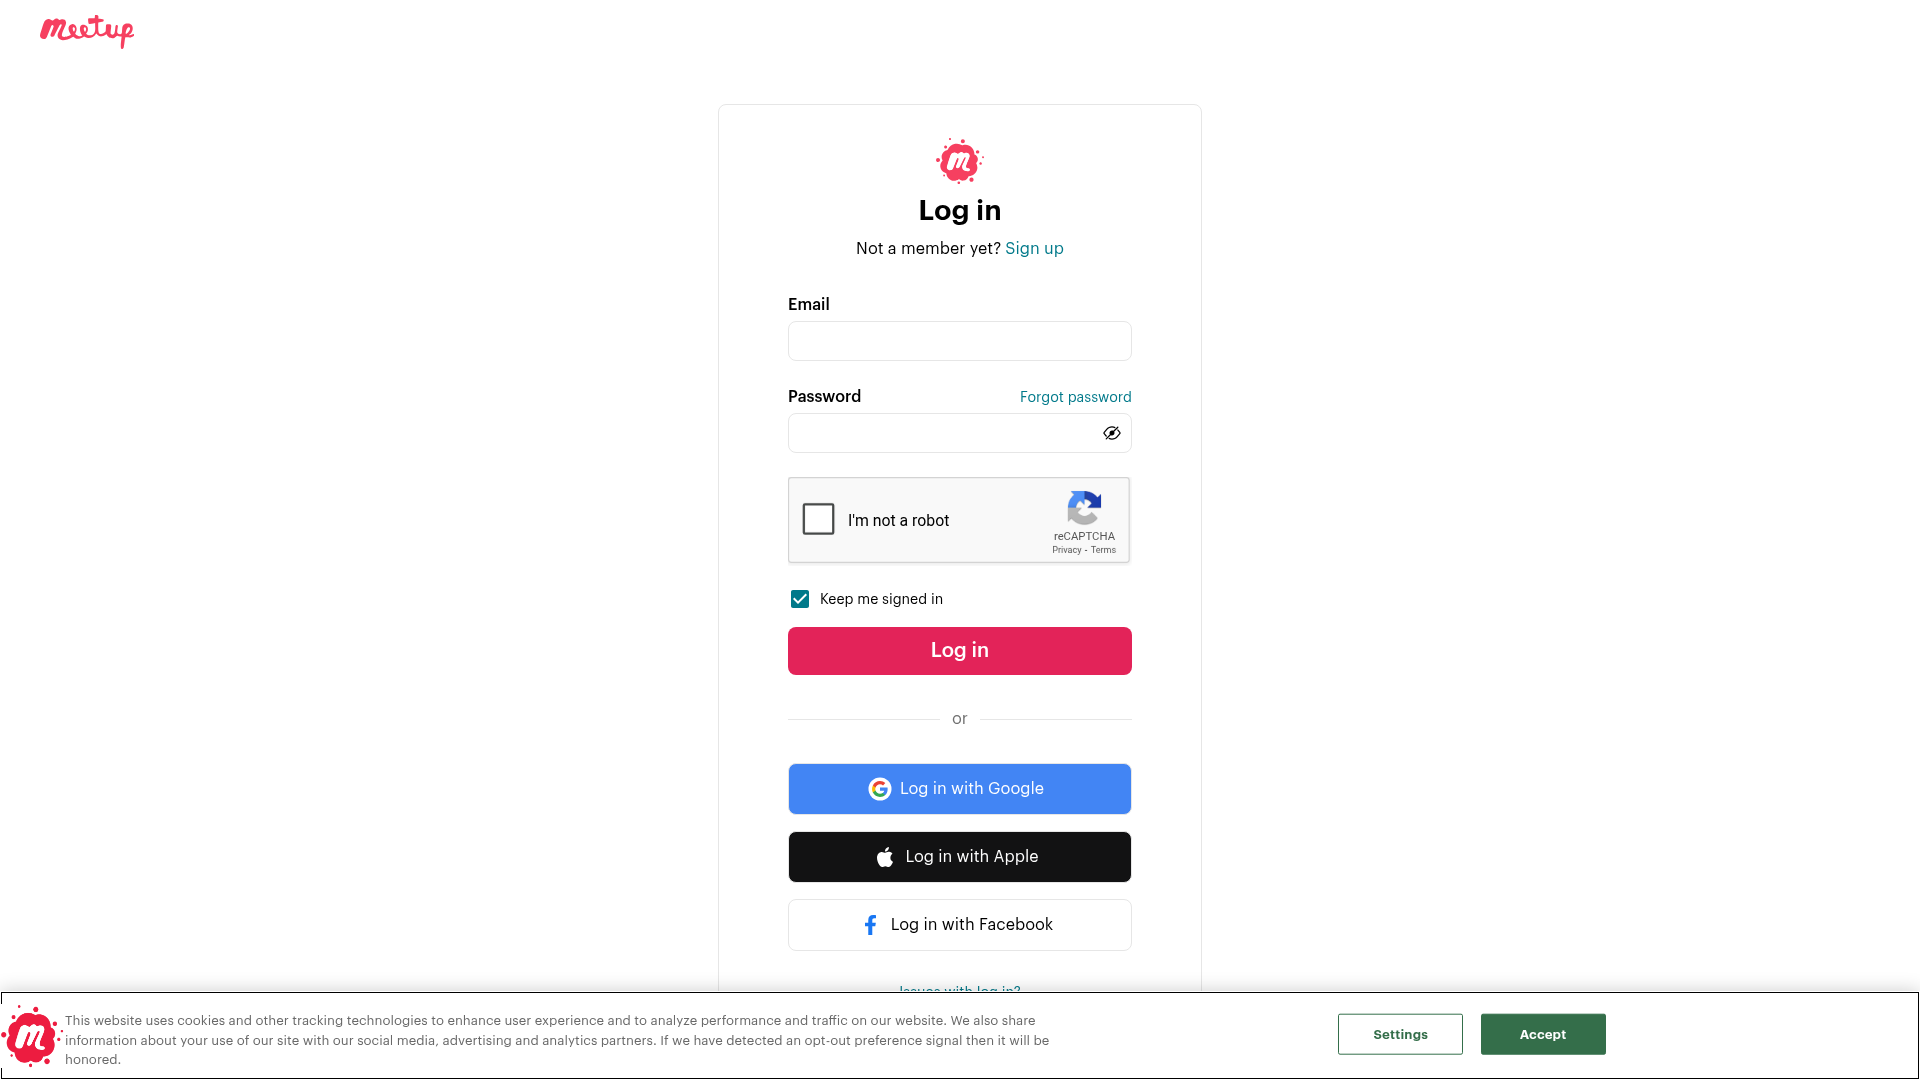 meetup
m
Log in
Not a member yet? Sign up
Email
Password
Forgot password
I'm not a robot
reCAPTCHA
Privacy - Terms
Keep me signed in
Log in
or
Log in with Google
Log in with Apple
Log in with Facebook
Issues with log in?
m
This website uses cookies and other tracking technologies to enhance user experience and to analyze performance and traffic on our website. We also share
information about your use of our site with our social media, advertising and analytics partners. If we have detected an opt-out preference signal then it will be
honored.
Settings
Accept